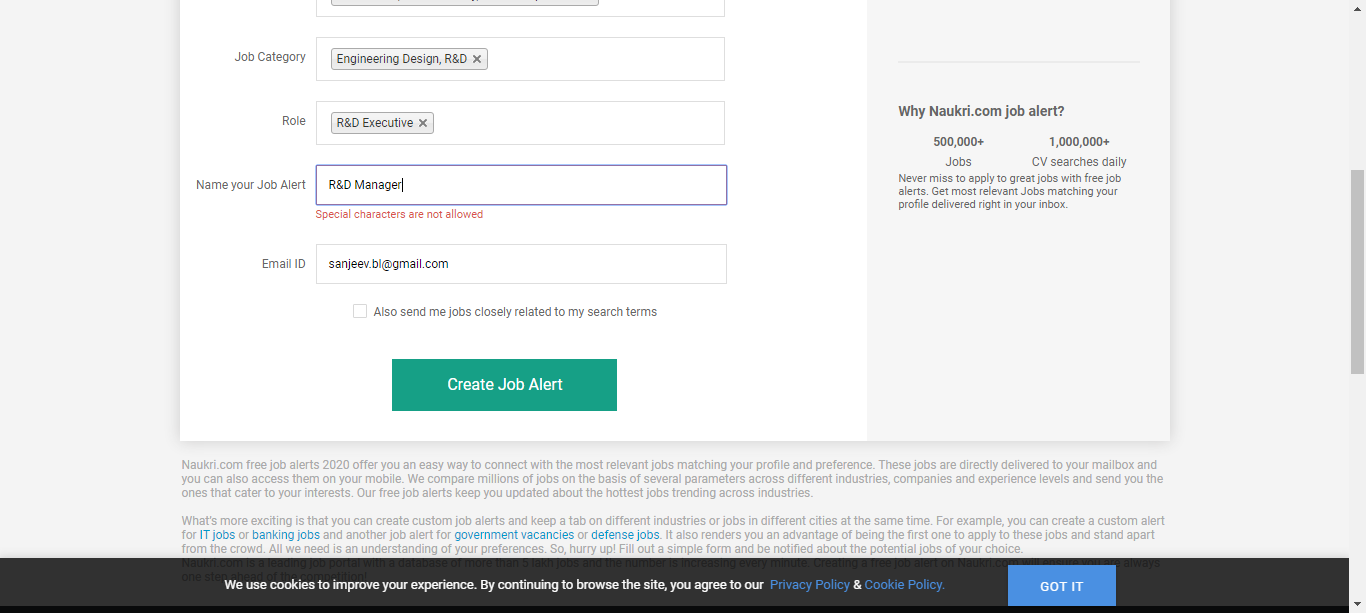 Job Category
Engineering Design, R&D ×
Role
R&D Executive ×
Name your Job Alert
R&D Manager
Special characters are not allowed
Email ID
sanjeev.bl@gmail.com
Also send me jobs closely related to my search terms
Create Job Alert
Why Naukri.com job alert?
500,000+ 1,000,000+
Jobs CV searches daily
Never miss to apply to great jobs with free job
alerts. Get most relevant Jobs matching your
profile delivered right in your inbox.
Naukri.com free job alerts 2020 offer you an easy way to connect with the most relevant jobs matching your profile and preference. These jobs are directly delivered to your mailbox and
you can also access them on your mobile. We compare millions of jobs on the basis of several parameters across different industries, companies and experience levels and send you the
ones that cater to your interests. Our free job alerts keep you updated about the hottest jobs trending across industries.
What's more exciting is that you can create custom job alerts and keep a tab on different industries or jobs in different cities at the same time. For example, you can create a custom alert
for IT jobs or banking jobs and another job alert for government vacancies or defense jobs. It also renders you an advantage of being the first one to apply to these jobs and stand apart
from the crowd. All we need is an understanding of your preferences. So, hurry up! Fill out a simple form and be notified about the potential jobs of your choice.
Naukri.com is a leading job portal with a database of more than 5 lakh jobs and the number is increasing every minute. Creating a free job alert on Naukri.com will ensure you are always
one step ahead of the competition!
We use cookies to improve your experience. By continuing to browse the site, you agree to our Privacy Policy & Cookie Policy.
GOT IT